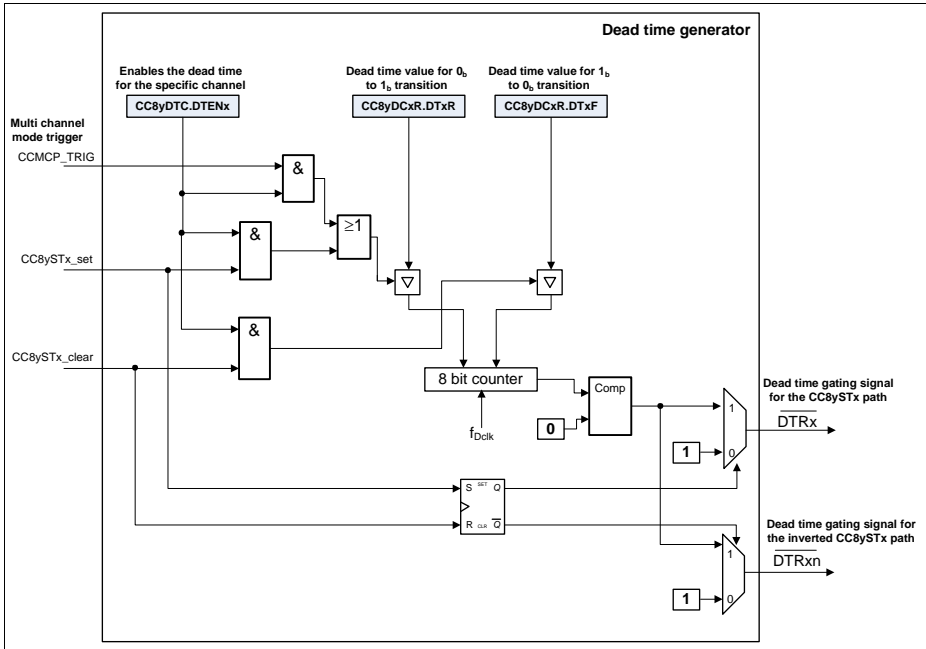 Dead time generator
Enables the dead time
for the specific channel
CC8yDTC.DTENx
Dead time value for 0b
to 1b transition
CC8yDCxR.DTxR
Dead time value for 1b
to 0b transition
CC8yDCxR.DTxF
Multi channel
mode trigger
CCMCP_TRIG
&
≥1
CC8ySTx_set
&
▽
▽
CC8ySTx_clear
&
8 bit counter
fDclk
Comp
0
Dead time gating signal
for the CC8ySTx path
DTRx
1
1
0
S SET Q
R CLR Q
Dead time gating signal for
the inverted CC8ySTx path
DTRxn
1
1
0